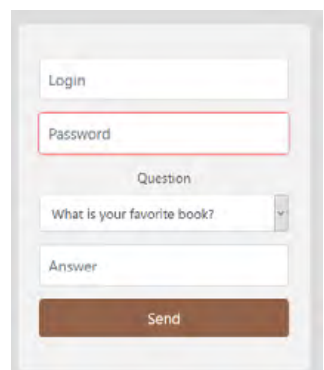 Login
Password
Question
What is your favorite book?
Answer
Send